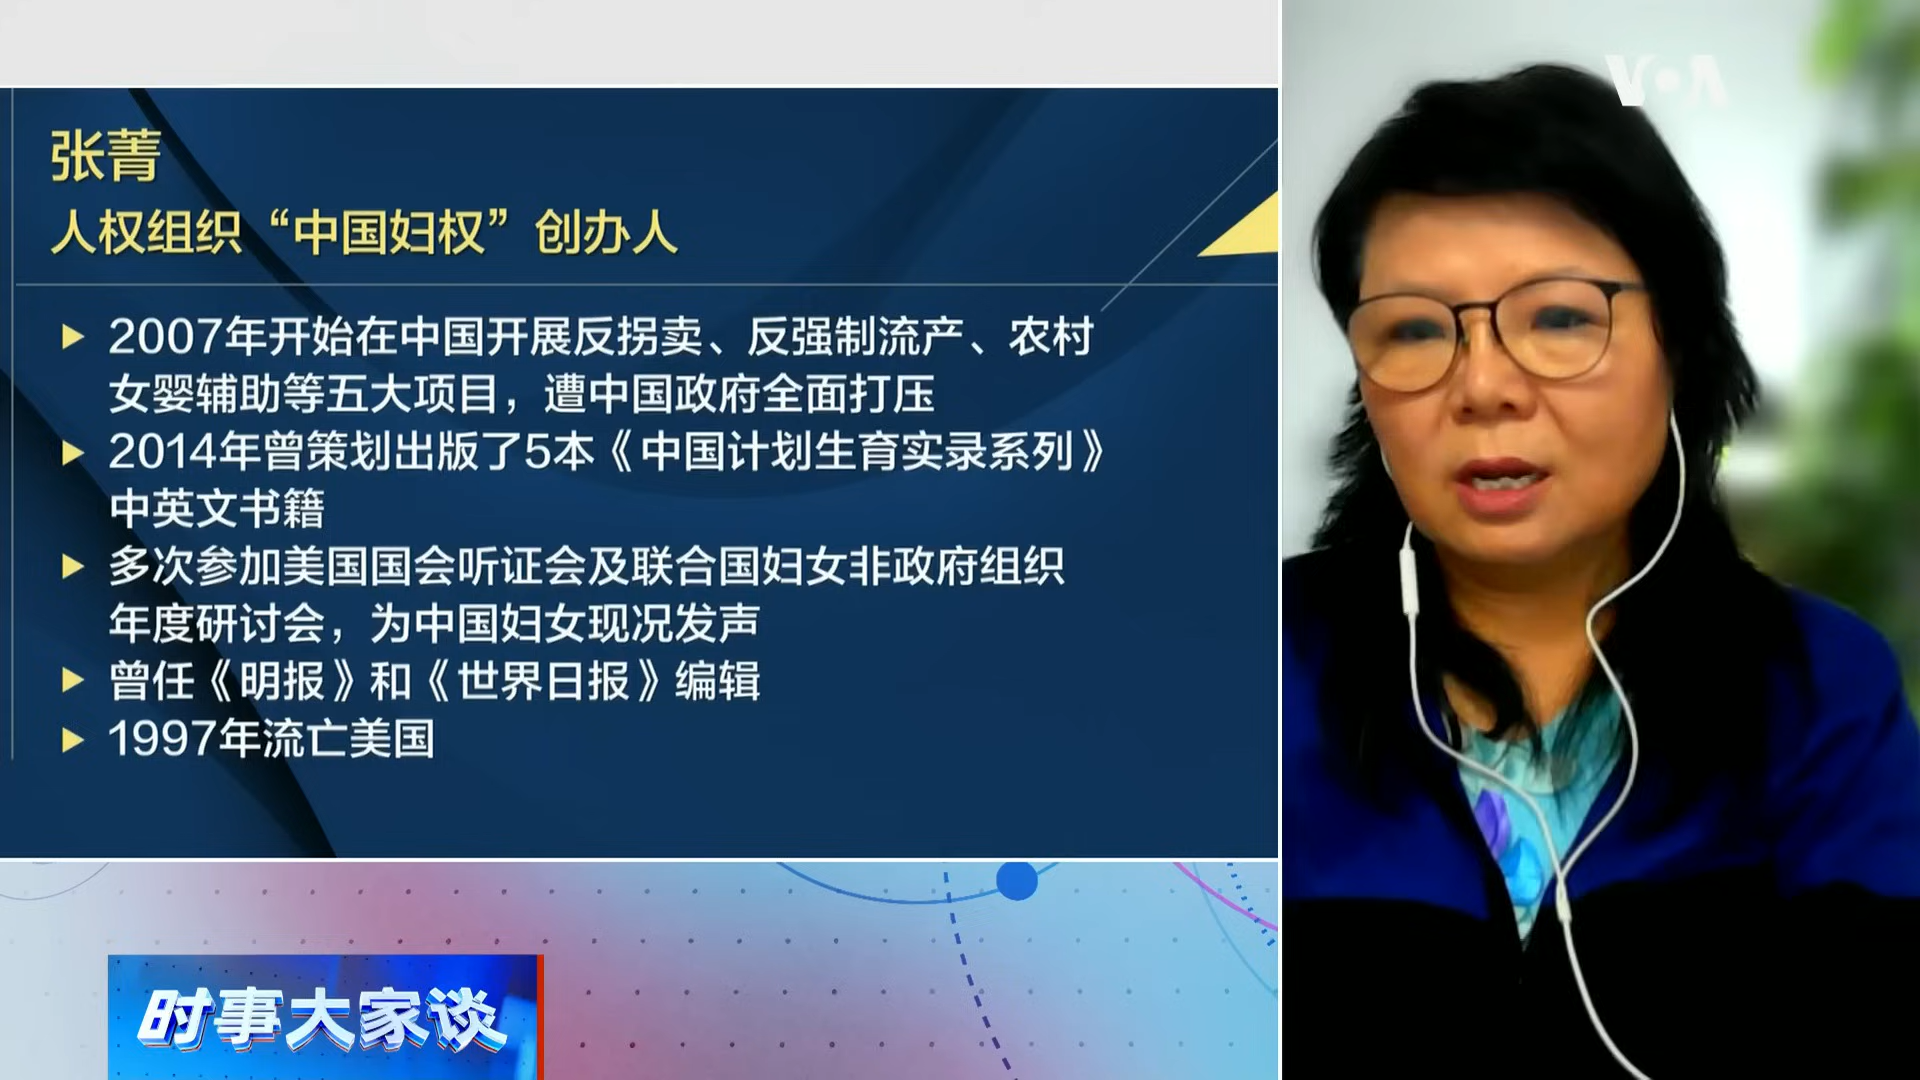 张菁
人权组织“中国妇权”创办人
2007年开始在中国开展反拐卖、反强制流产、农村
女婴辅助等五大项目，遭中国政府全面打压
2014年曾策划出版了5本《中国计划生育实录系列》
中英文书籍
多次参加美国国会听证会及联合国妇女非政府组织
年度研讨会，为中国妇女现况发声
曾任《明报》和《世界日报》编辑
1997年流亡美国
时事大家谈
VOA